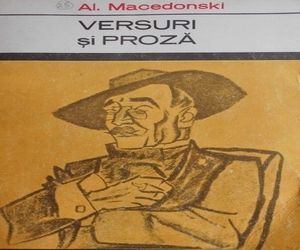 Al. Macedonski
VERSURI
și PROZĂ